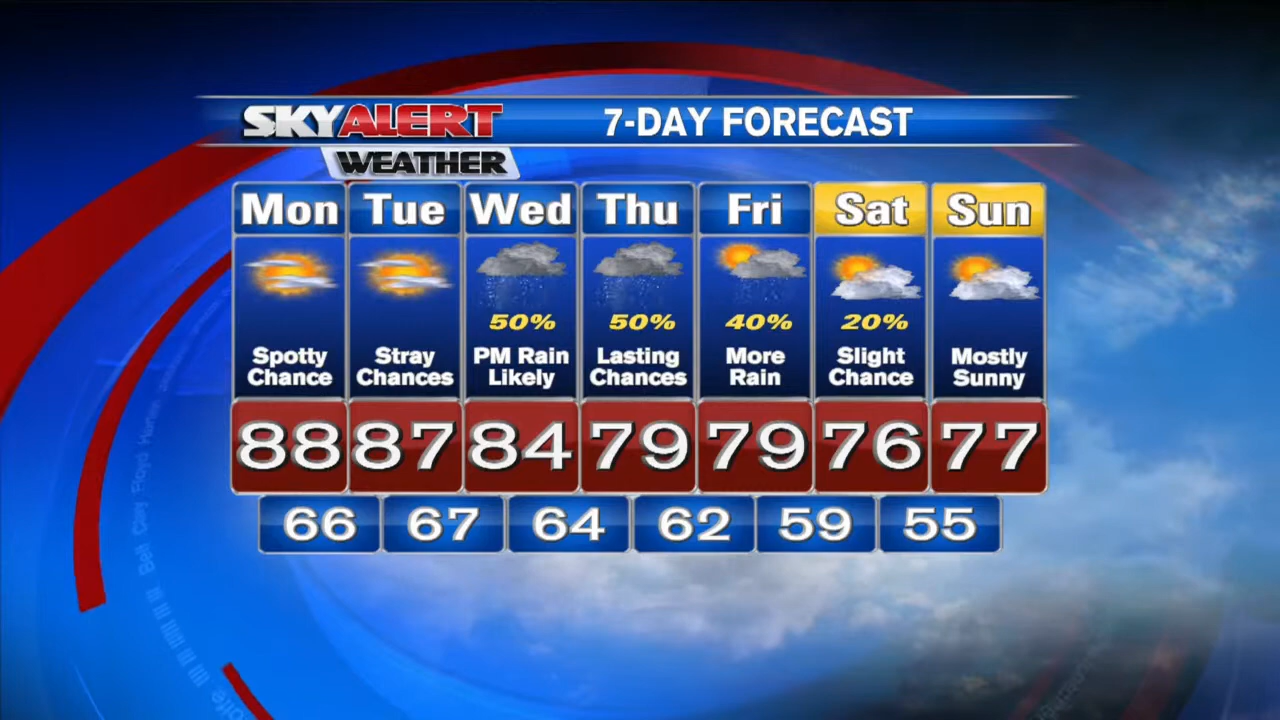 SKYALERT 7-DAY FORECAST
WEATHER
Mon Tue Wed Thu Fri Sat Sun
50% 50% 40% 20%
Spotty Stray PM Rain Lasting More Slight Mostly
Chance Chances Likely Chances Rain Chance Sunny
88 87 84 79 79 76 77
66 67 64 62 59 55